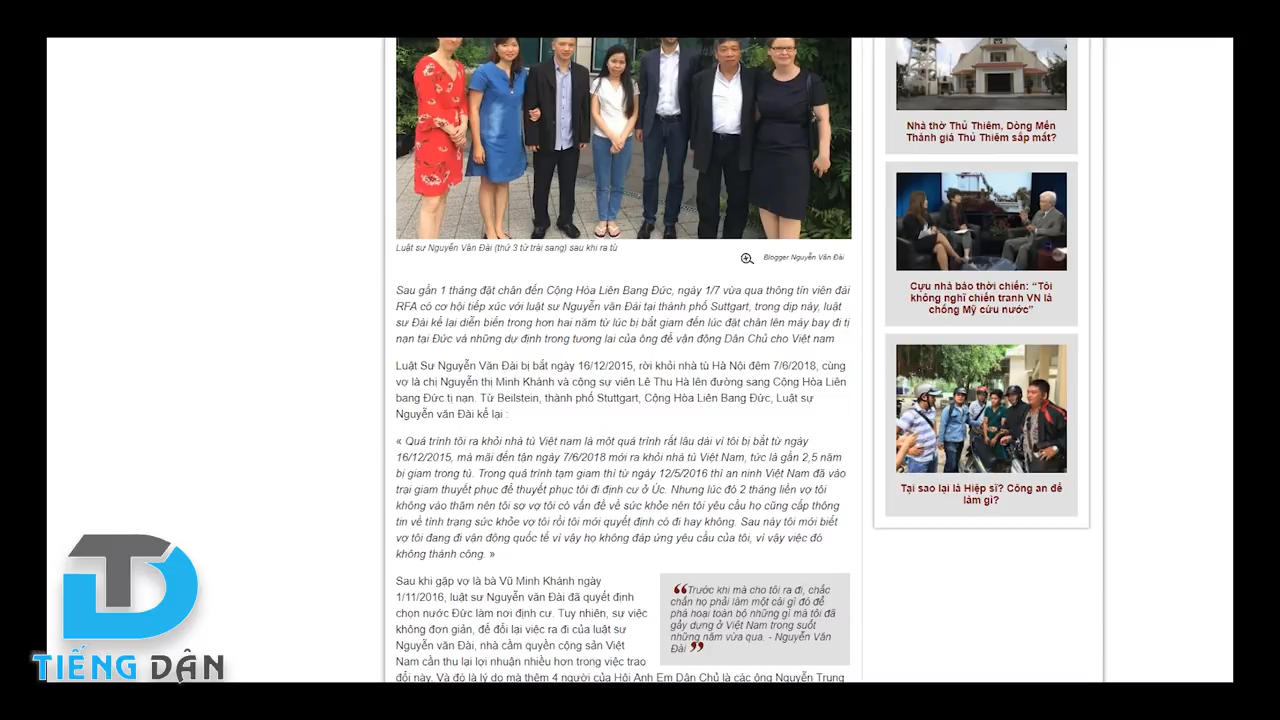 Luật sư Nguyễn Văn Đài (thứ 3 từ trái sang) sau khi ra tù
Blogger Nguyễn Văn Đài
Sau gần 1 tháng đặt chân đến Cộng Hòa Liên Bang Đức, ngày 1/7 vừa qua thông tín viên đài
RFA có cơ hội tiếp xúc với luật sư Nguyễn văn Đài tại thành phố Suttgart, trong dịp này, luật
sư Đài kể lại diễn biến trong hơn hai năm từ lúc bị bắt giam đến lúc đặt chân lên máy bay đi tị
nạn tại Đức và những dự định trong tương lai của ông để vận động Dân Chủ cho Việt nam
Luật Sư Nguyễn Văn Đài bị bắt ngày 16/12/2015, rời khỏi nhà tù Hà Nội đêm 7/6/2018, cùng
vợ là chị Nguyễn thị Minh Khánh và cộng sự viên Lê Thu Hà lên đường sang Cộng Hòa Liên
bang Đức tị nạn. Từ Beilstein, thành phố Stuttgart, Cộng Hòa Liên Bang Đức, Luật sự
Nguyễn văn Đài kể lại :
« Quá trình tôi ra khỏi nhà tù Việt nam là một quá trình rất lâu dài vì tôi bị bắt từ ngày
16/12/2015, mà mãi đến tân ngày 7/6/2018 mới ra khỏi nhà tù Việt Nam, tức là gần 2,5 năm
bị giam trong tù. Trong quá trình tạm giam thì từ ngày 12/5/2016 thì an ninh Việt Nam đã vào
trại giam thuyết phục để thuyết phục tôi đi định cư ở Úc. Nhưng lúc đó 2 tháng liền vợ tôi
không vào thăm nên tôi sợ vợ tôi có vấn đề về sức khỏe nên tôi yêu cầu họ cung cấp thông
tin về tình trạng sức khỏe vợ tôi rồi tôi mới quyết định có đi hay không. Sau này tôi mới biết
vợ tôi đang đi vận động quốc tế vì vậy họ không đáp ứng yêu cầu của tôi, vì vậy việc đó
không thành công. »
Sau khi gặp vợ là bà Vũ Minh Khánh ngày
1/11/2016, luật sư Nguyễn văn Đài đã quyết định
chọn nước Đức làm nơi định cư. Tuy nhiên, sự việc
không đơn giản, để đổi lại việc ra đi của luật sư
Nguyễn văn Đài, nhà cầm quyền cộng sản Việt
Nam cần thu lại lợi nhuận nhiều hơn trong việc trao
đổi này. Và đó là lý do mà thêm 4 người của Hội Anh Em Dân Chủ là các ông Nguyễn Trung
❝Trước khi mà cho tôi ra đi, chắc
chắn họ phải làm một cái gì đó để
phá hoại toàn bộ những gì mà tôi đã
gầy dựng ở Việt Nam trong suốt
những năm vừa qua. - Nguyễn Văn
Đài ❞
Nhà thờ Thủ Thiêm, Dòng Mến
Thánh giá Thủ Thiêm sắp mất?
Cựu nhà báo thời chiến: “Tôi
không nghĩ chiến tranh VN là
chống Mỹ cứu nước”
Tại sao lại là Hiệp sĩ? Công an để
làm gì?
TD
TIẾNG DÂN